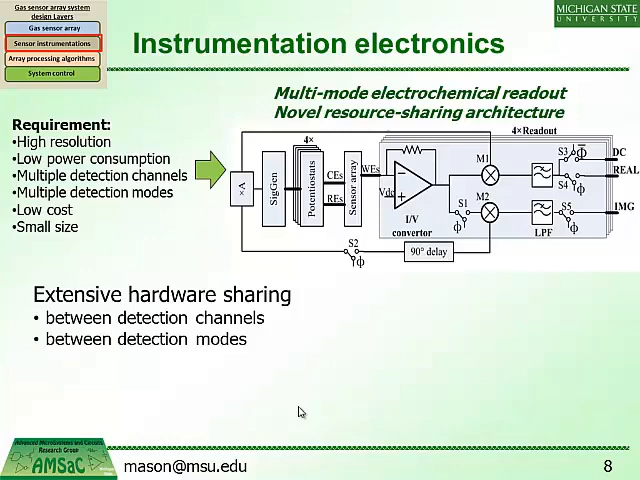 Gas sensor array system
design Layers
Gas sensor array
Sensor instrumentations
Array processing algorithms
System control
MICHIGAN STATE
UNIVERSITY
Instrumentation electronics
Multi-mode electrochemical readout
Novel resource-sharing architecture
Requirement:
•High resolution
•Low power consumption
•Multiple detection channels
•Multiple detection modes
•Low cost
•Small size
×A
SigGen
4×
Potentiostats
CEs
REs
Sensor array
WEs
Vdc
−
+
I/V
convertor
4×Readout
M1
M2
S1
ϕ
S2
ϕ
90° delay
LPF
S3
ϕ̅
S4
ϕ
S5
ϕ
DC
REAL
IMG
Extensive hardware sharing
• between detection channels
• between detection modes
Advanced MicroSystems and Circuits
Research Group
AMSaC
mason@msu.edu
8